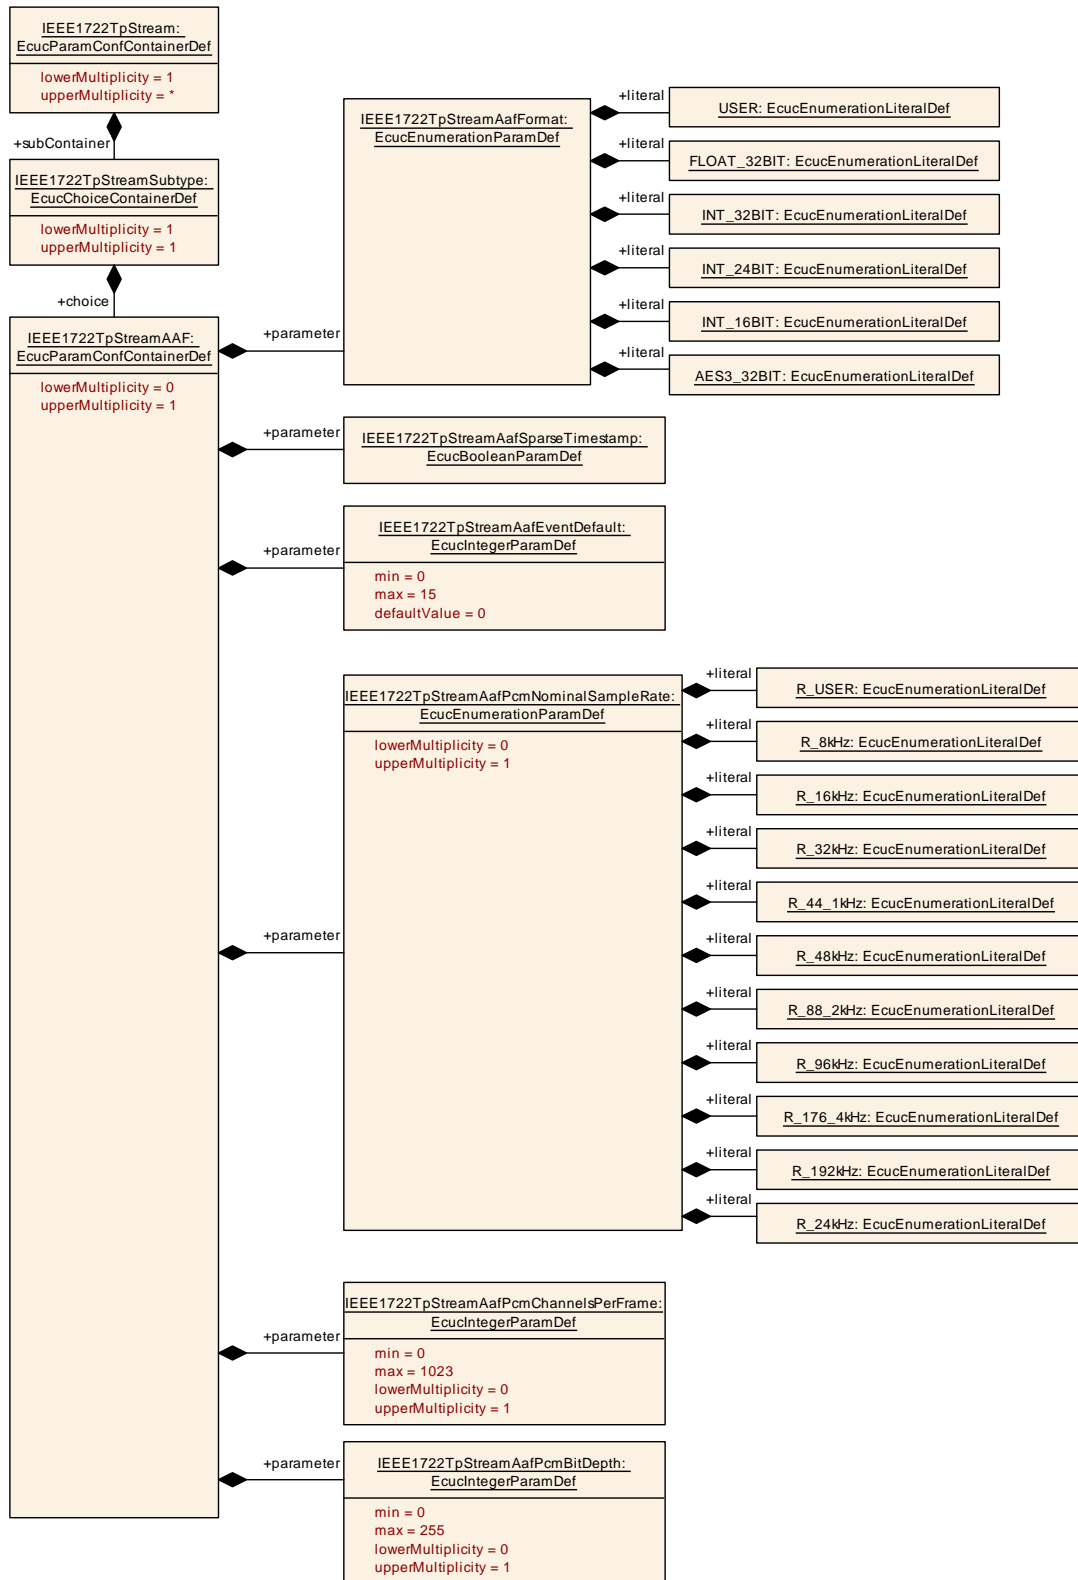 IEEE1722TpStream:
EcucParamConfContainerDef
lowerMultiplicity = 1
upperMultiplicity = *
+subContainer
IEEE1722TpStreamSubtype:
EcucChoiceContainerDef
lowerMultiplicity = 1
upperMultiplicity = 1
+choice
IEEE1722TpStreamAAF:
EcucParamConfContainerDef
lowerMultiplicity = 0
upperMultiplicity = 1
+parameter
IEEE1722TpStreamAafFormat:
EcucEnumerationParamDef
+literal
USER: EcucEnumerationLiteralDef
+literal
FLOAT_32BIT: EcucEnumerationLiteralDef
+literal
INT_32BIT: EcucEnumerationLiteralDef
+literal
INT_24BIT: EcucEnumerationLiteralDef
+literal
INT_16BIT: EcucEnumerationLiteralDef
+literal
AES3_32BIT: EcucEnumerationLiteralDef
+parameter
IEEE1722TpStreamAafSparseTimestamp:
EcucBooleanParamDef
+parameter
IEEE1722TpStreamAafEventDefault:
EcucIntegerParamDef
min = 0
max = 15
defaultValue = 0
+parameter
IEEE1722TpStreamAafPcmNominalSampleRate:
EcucEnumerationParamDef
lowerMultiplicity = 0
upperMultiplicity = 1
+literal
R_USER: EcucEnumerationLiteralDef
+literal
R_8kHz: EcucEnumerationLiteralDef
+literal
R_16kHz: EcucEnumerationLiteralDef
+literal
R_32kHz: EcucEnumerationLiteralDef
+literal
R_44_1kHz: EcucEnumerationLiteralDef
+literal
R_48kHz: EcucEnumerationLiteralDef
+literal
R_88_2kHz: EcucEnumerationLiteralDef
+literal
R_96kHz: EcucEnumerationLiteralDef
+literal
R_176_4kHz: EcucEnumerationLiteralDef
+literal
R_192kHz: EcucEnumerationLiteralDef
+literal
R_24kHz: EcucEnumerationLiteralDef
+parameter
IEEE1722TpStreamAafPcmChannelsPerFrame:
EcucIntegerParamDef
min = 0
max = 1023
lowerMultiplicity = 0
upperMultiplicity = 1
+parameter
IEEE1722TpStreamAafPcmBitDepth:
EcucIntegerParamDef
min = 0
max = 255
lowerMultiplicity = 0
upperMultiplicity = 1